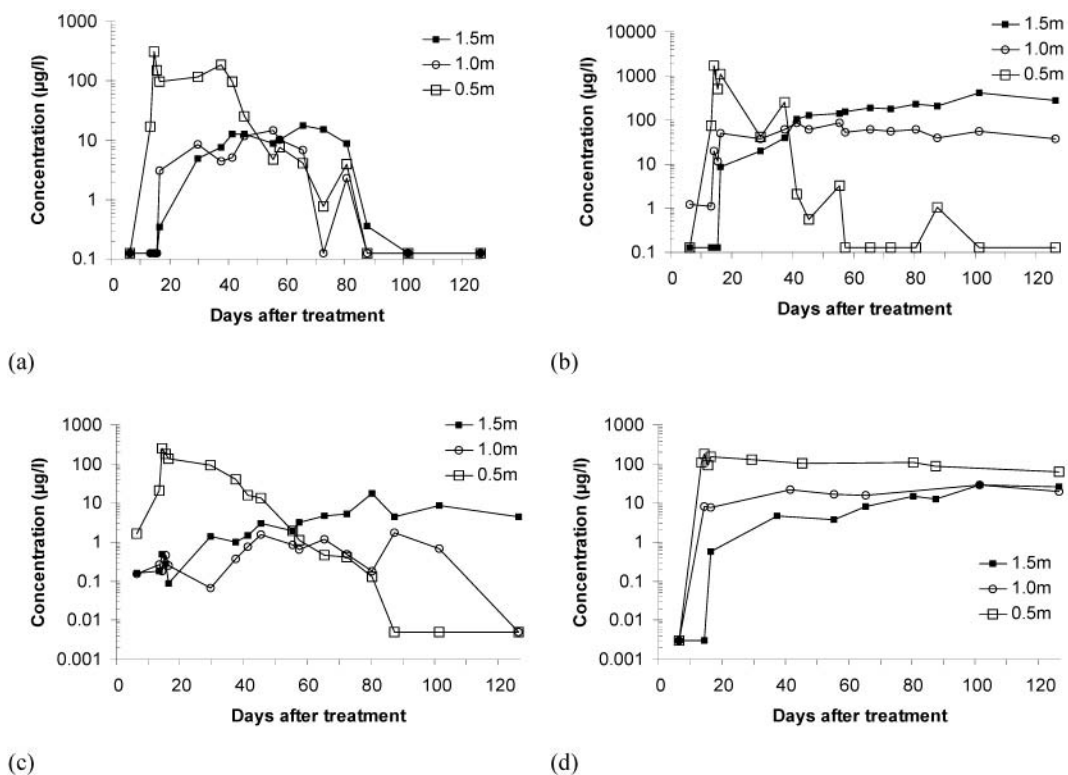 1000
100
10
1
0.1
Concentration (µg/l)
0 20 40 60 80 100 120
Days after treatment
1.5m
1.0m
0.5m
(a)
10000
1000
100
10
1
0.1
Concentration (µg/l)
0 20 40 60 80 100 120
Days after treatment
1.5m
1.0m
0.5m
(b)
1000
100
10
1
0.1
0.01
0.001
Concentration (µg/l)
0 20 40 60 80 100 120
Days after treatment
1.5m
1.0m
0.5m
(c)
1000
100
10
1
0.1
0.01
0.001
Concentration (µg/l)
0 20 40 60 80 100 120
Days after treatment
1.5m
1.0m
0.5m
(d)